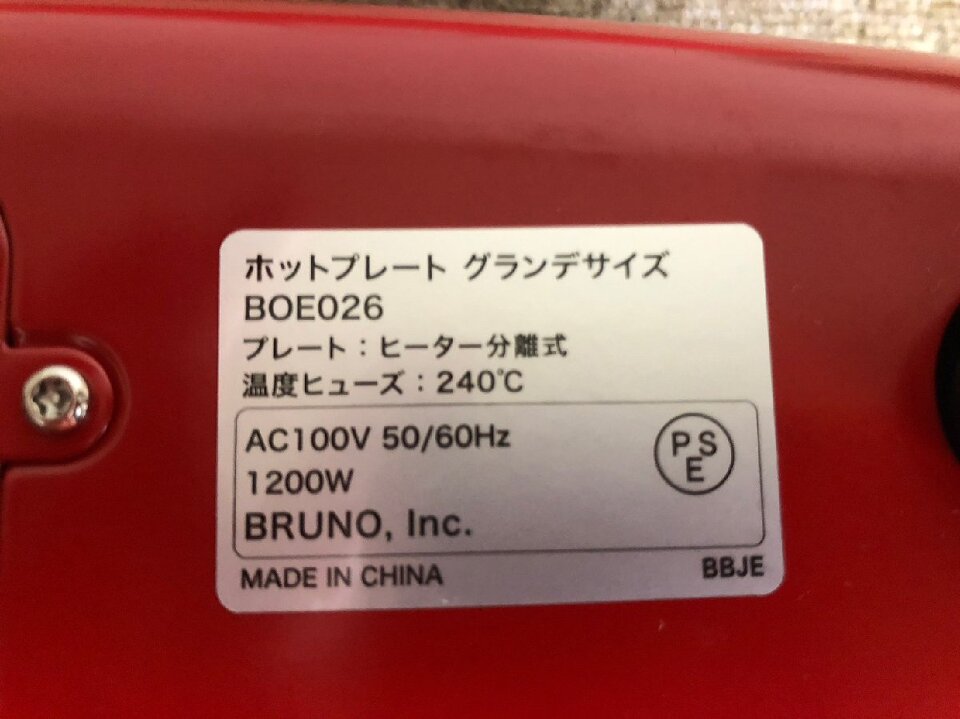 ホットプレート グランデサイズ
BOE026
プレート：ヒーター分離式
温度ヒューズ：240℃
AC100V 50/60Hz
1200W
PSE
BRUNO, Inc.
MADE IN CHINA
BBJE